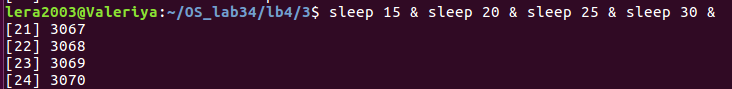 lera2003@Valeriya:~/OS_lab34/lb4/3$ sleep 15 & sleep 20 & sleep 25 & sleep 30 &
[21] 3067
[22] 3068
[23] 3069
[24] 3070